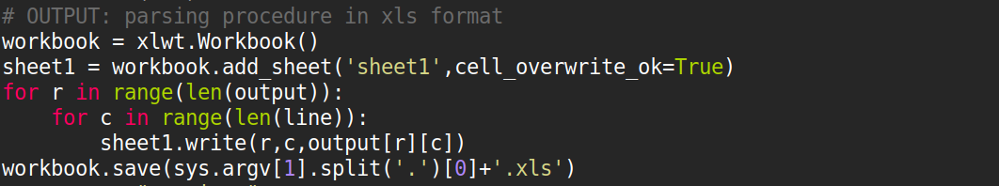 # OUTPUT: parsing procedure in xls format
workbook = xlwt.Workbook()
sheet1 = workbook.add_sheet('sheet1',cell_overwrite_ok=True)
for r in range(len(output)):
    for c in range(len(line)):
        sheet1.write(r,c,output[r][c])
workbook.save(sys.argv[1].split('.')[0]+'.xls')